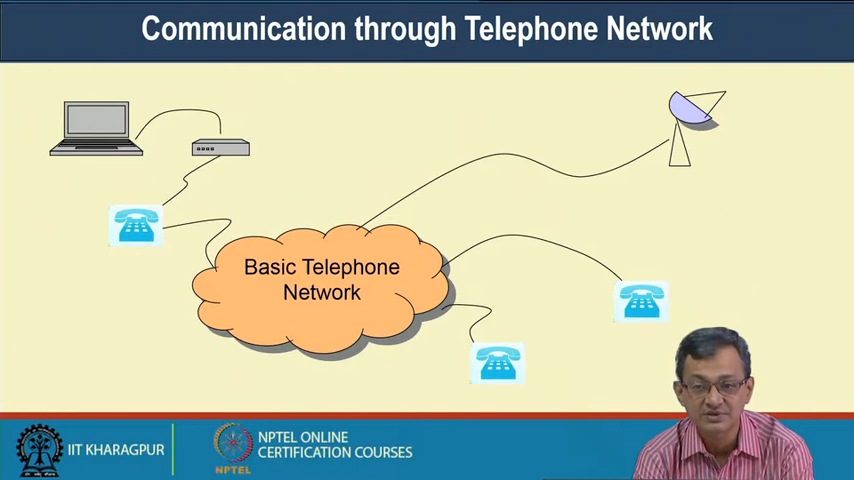 Communication through Telephone Network
Basic Telephone
Network
IIT KHARAGPUR
NPTEL
NPTEL ONLINE
CERTIFICATION COURSES